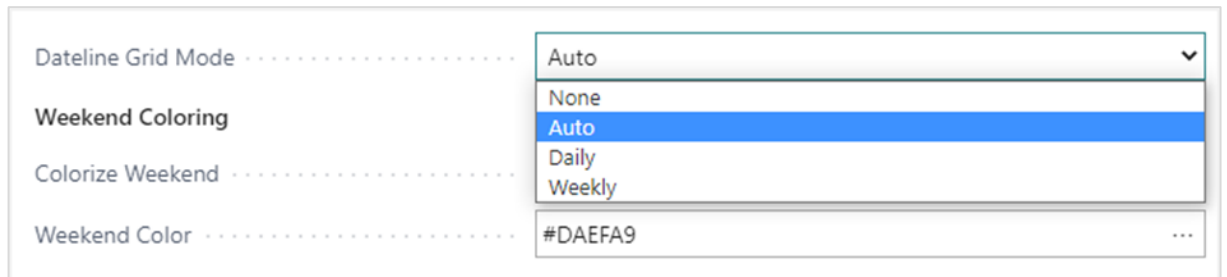 Dateline Grid Mode Auto
None
Weekend Coloring
Auto
Daily
Colorize Weekend
Weekly
Weekend Color #DAEFA9 ...